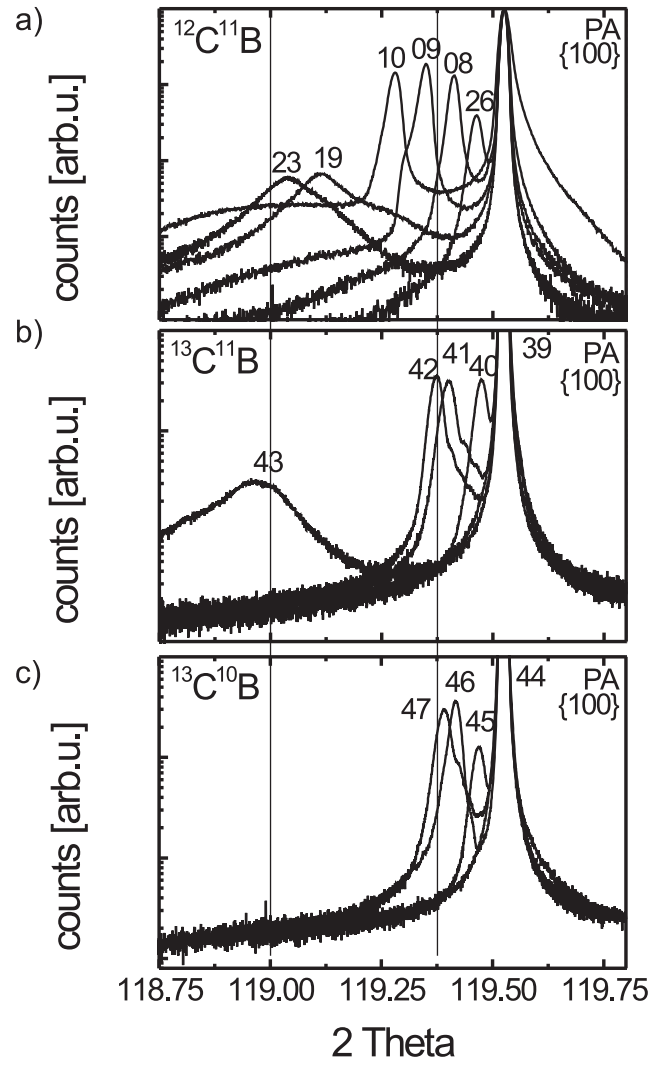 a)
¹²C¹¹B
PA
{100}
10 09 08
26
23 19
counts [arb.u.]
b)
¹³C¹¹B
PA
{100}
42 41 40 39
43
counts [arb.u.]
c)
¹³C¹⁰B
PA
{100}
47 46 45 44
counts [arb.u.]
118.75 119.00 119.25 119.50 119.75
2 Theta